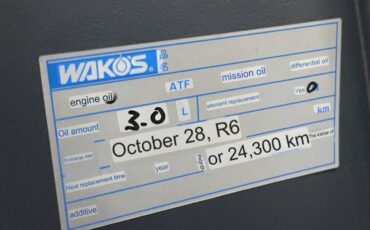 WAKO'S
ATF
mission oil
differential oil
engine oil
element replacement
Yes
Oil amount
3.0 L
km
October 28, R6
or 24,300 km
Next replacement time
year
additive